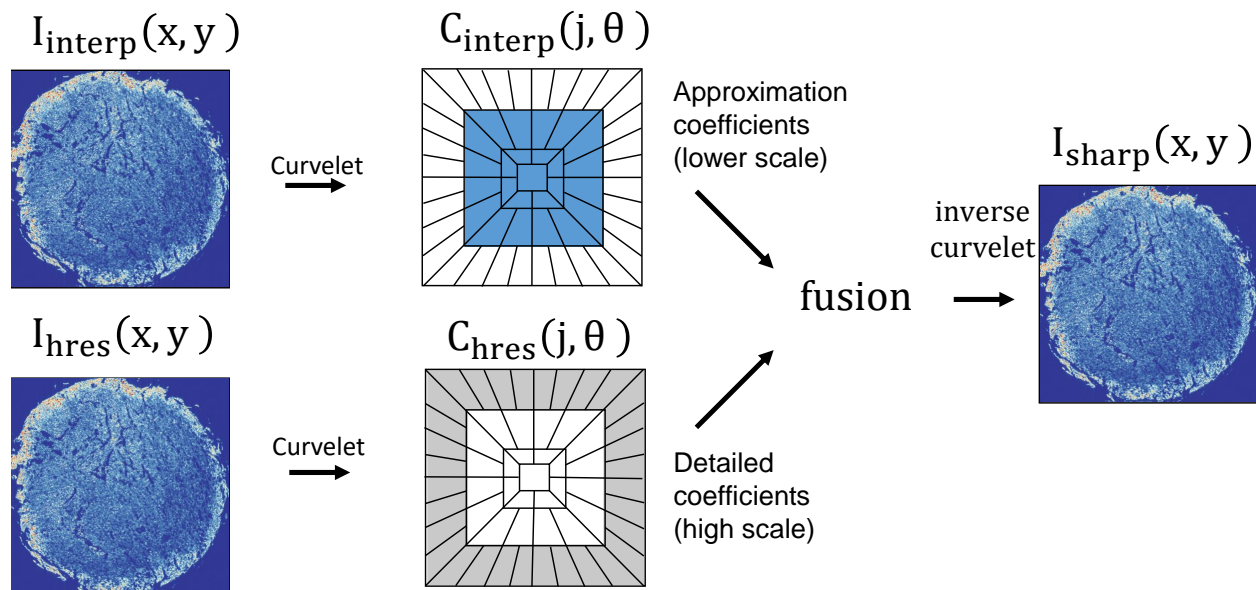 I_interp(x, y)
Curvelet
C_interp(j, θ)
Approximation
coefficients
(lower scale)
I_hres(x, y)
Curvelet
C_hres(j, θ)
Detailed
coefficients
(high scale)
fusion
inverse
curvelet
I_sharp(x, y)